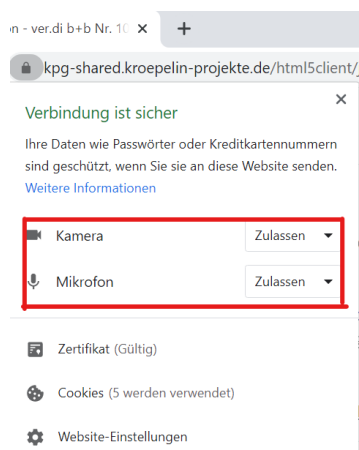 on - ver.di b+b Nr. 10
kpg-shared.kroepelin-projekte.de/html5client/
Verbindung ist sicher
Ihre Daten wie Passwörter oder Kreditkartennummern
sind geschützt, wenn Sie sie an diese Website senden.
Weitere Informationen
Kamera Zulassen
Mikrofon Zulassen
Zertifikat (Gültig)
Cookies (5 werden verwendet)
Website-Einstellungen